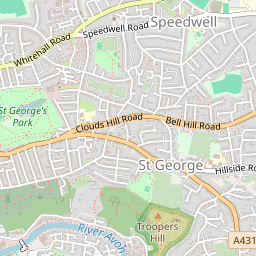 Speedwell Road
Speedwell
Whitehall Road
St George's
Park
Clouds Hill Road
Bell Hill Road
St George
Hillside Ro
River Avon
Troopers
Hill
A431